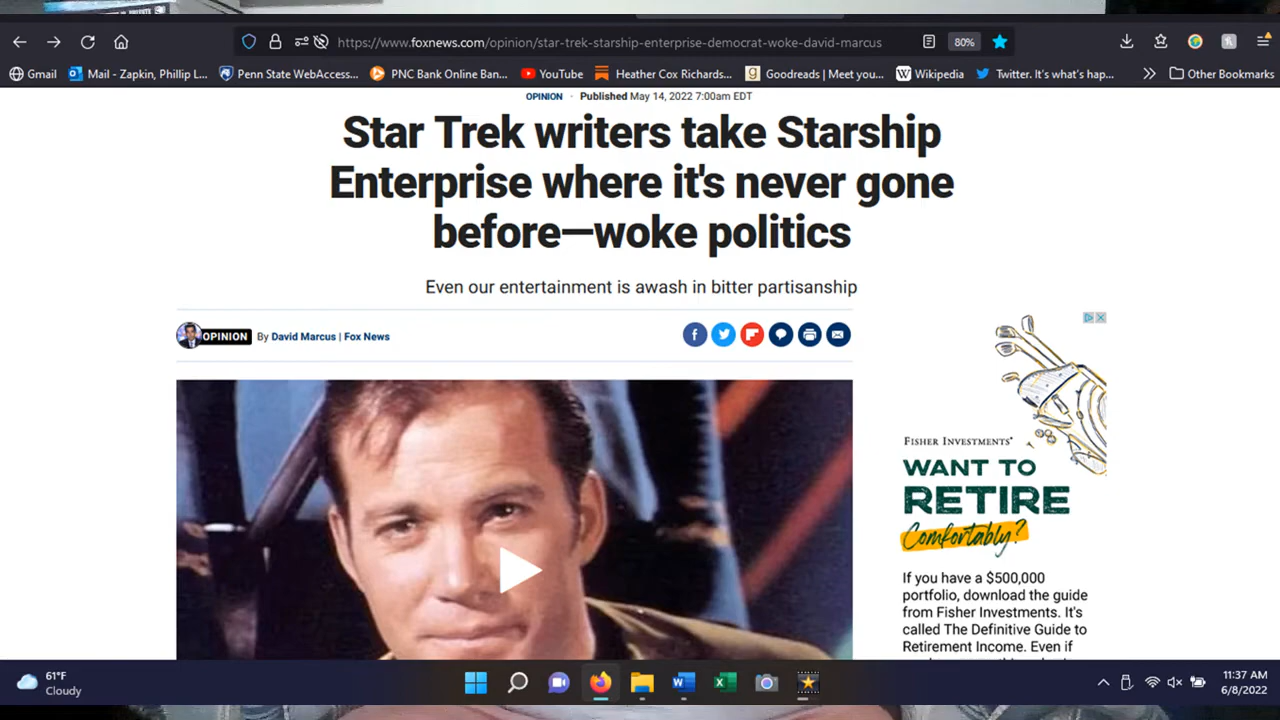 https://www.foxnews.com/opinion/star-trek-starship-enterprise-democrat-woke-david-marcus
80%
Gmail
Mail - Zapkin, Phillip L...
Penn State WebAccess...
PNC Bank Online Ban...
YouTube
Heather Cox Richards...
Goodreads | Meet you...
Wikipedia
Twitter. It's what's hap...
Other Bookmarks
OPINION · Published May 14, 2022 7:00am EDT
Star Trek writers take Starship
Enterprise where it's never gone
before—woke politics
Even our entertainment is awash in bitter partisanship
OPINION By David Marcus | Fox News
FISHER INVESTMENTS®
WANT TO
RETIRE
Comfortably?
If you have a $500,000
portfolio, download the guide
from Fisher Investments. It's
called The Definitive Guide to
Retirement Income. Even if
61°F
Cloudy
11:37 AM
6/8/2022